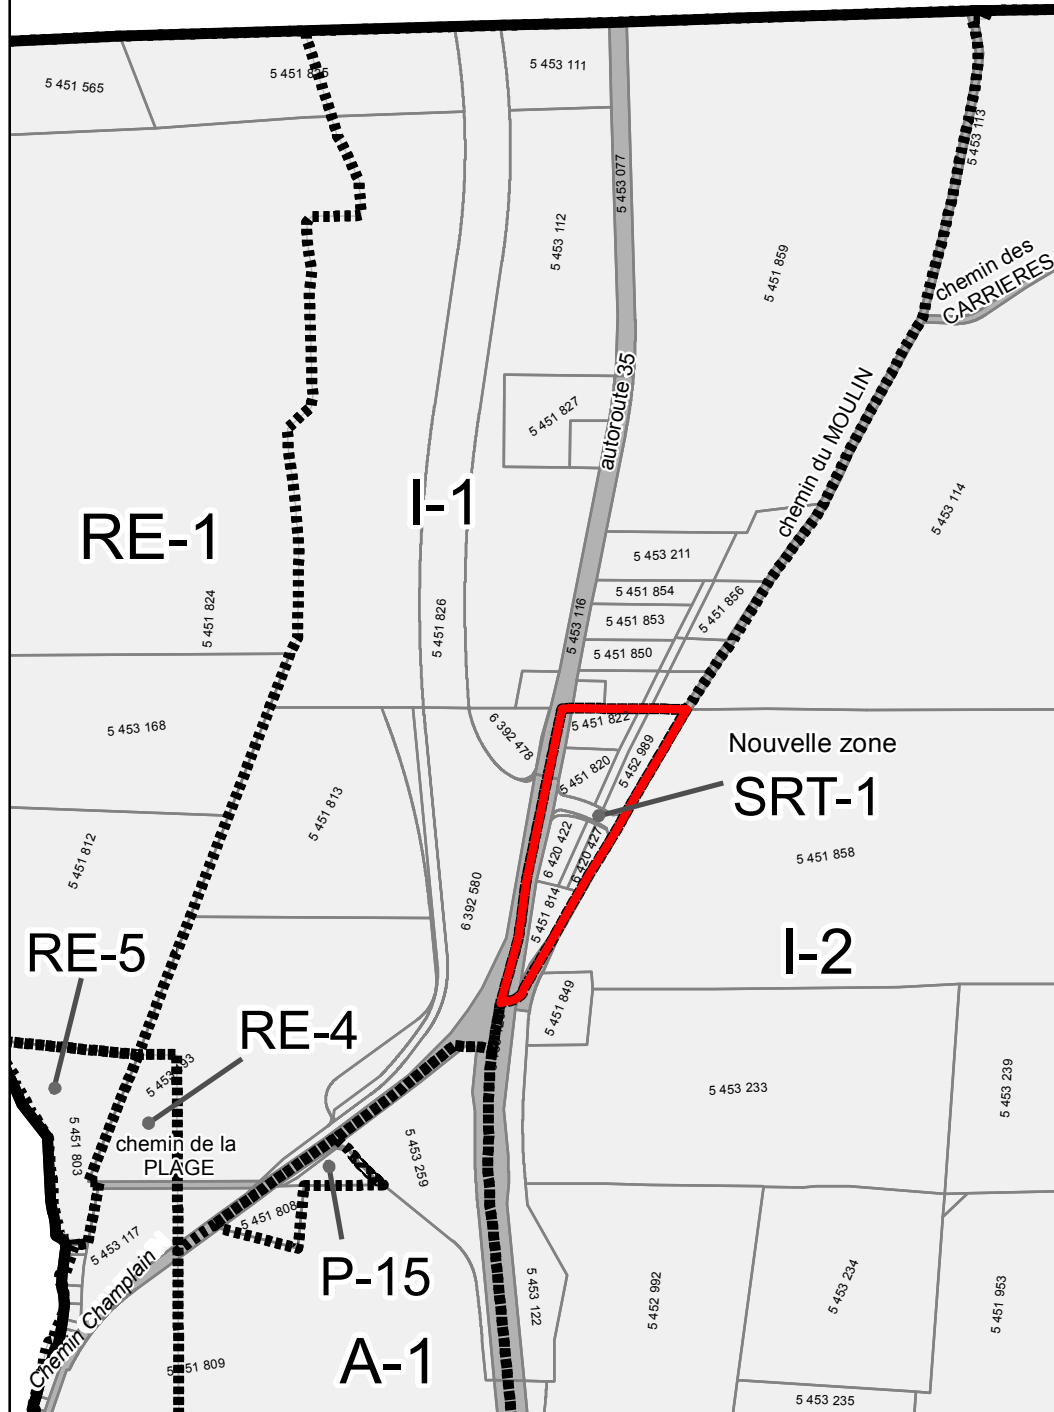 5 451 565
5 451 825
5 453 111
5 453 077
5 453 113
5 453 112
5 451 859
chemin des
CARRIERES
5 451 827
autoroute 35
chemin du MOULIN
5 453 114
RE-1
I-1
5 453 211
5 451 854
5 451 853
5 451 856
5 451 850
5 451 824
5 451 826
5 453 116
5 453 168
6 392 478
5 451 822
5 451 820
5 452 989
Nouvelle zone
SRT-1
5 451 813
5 451 812
6 420 422
6 420 427
5 451 858
6 392 580
5 451 814
RE-5
I-2
5 451 849
RE-4
5 453 233
5 453 239
5 451 803
chemin de la
PLAGE
5 453 259
5 451 808
5 453 117
Chemin Champlain
P-15
5 453 122
5 452 992
5 453 234
5 451 953
A-1
5 451 809
5 453 235